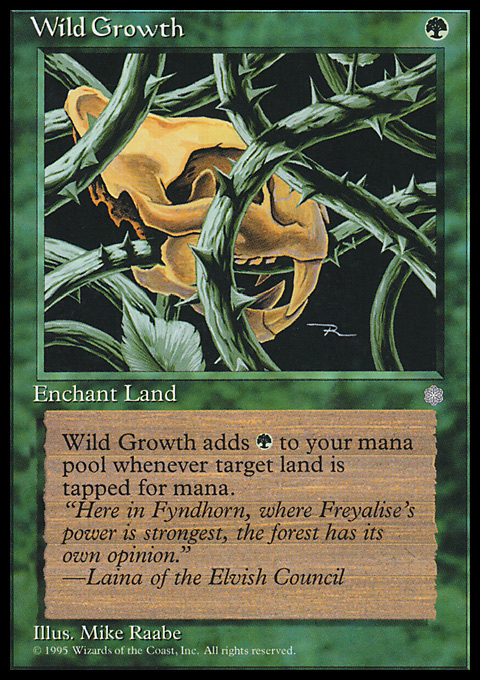 Wild Growth
Enchant Land
Wild Growth adds to your mana
pool whenever target land is
tapped for mana.
“Here in Fyndhorn, where Freyalise’s
power is strongest, the forest has its
own opinion.”
—Laina of the Elvish Council
Illus. Mike Raabe
© 1995 Wizards of the Coast, Inc. All rights reserved.